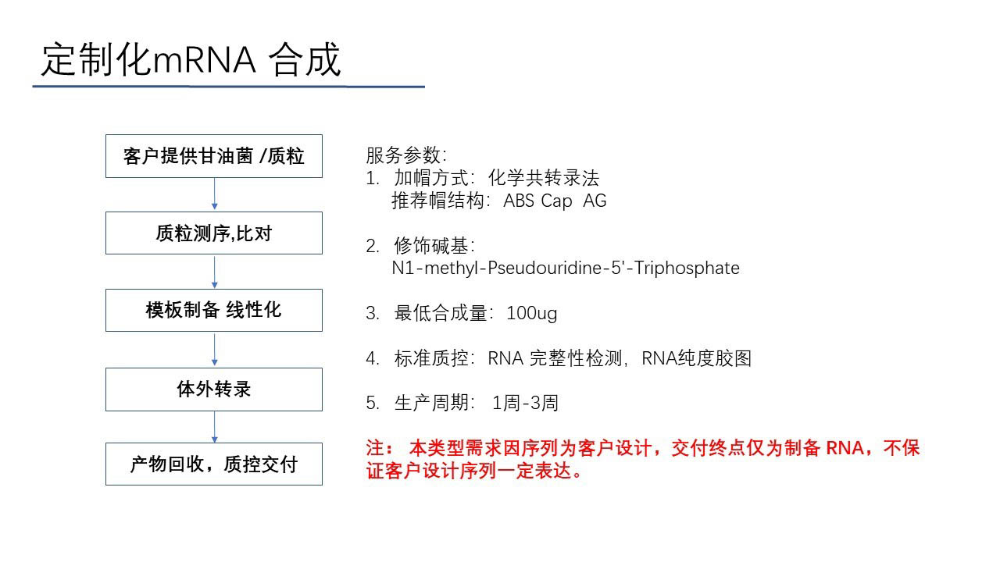 定制化mRNA 合成
客户提供甘油菌 /质粒
质粒测序,比对
模板制备 线性化
体外转录
产物回收，质控交付
服务参数：
1. 加帽方式：化学共转录法
推荐帽结构：ABS Cap AG
2. 修饰碱基：
N1-methyl-Pseudouridine-5'-Triphosphate
3. 最低合成量：100ug
4. 标准质控：RNA 完整性检测，RNA纯度胶图
5. 生产周期： 1周-3周
注： 本类型需求因序列为客户设计，交付终点仅为制备 RNA，不保
证客户设计序列一定表达。